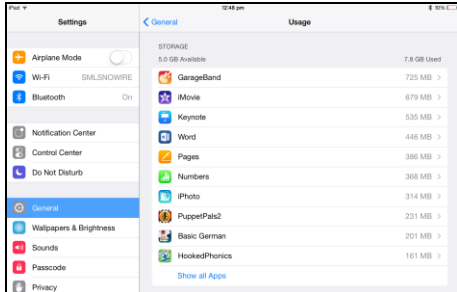 iPad
12:48 pm
10%
Settings
General
Usage
Airplane Mode
Wi-Fi SMLSNOWIRE
Bluetooth On
Notification Center
Control Center
Do Not Disturb
General
Wallpapers & Brightness
Sounds
Passcode
Privacy
STORAGE
5.0 GB Available 7.8 GB Used
GarageBand 725 MB
iMovie 679 MB
Keynote 535 MB
Word 446 MB
Pages 386 MB
Numbers 368 MB
iPhoto 314 MB
PuppetPals2 231 MB
Basic German 201 MB
HookedPhonics 161 MB
Show all Apps